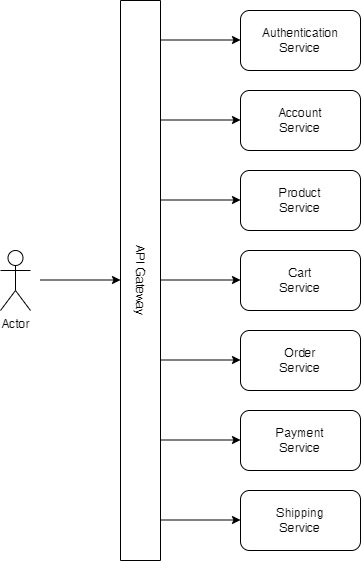 Authentication
Service
Account
Service
Product
Service
API Gateway
Cart
Service
Actor
Order
Service
Payment
Service
Shipping
Service